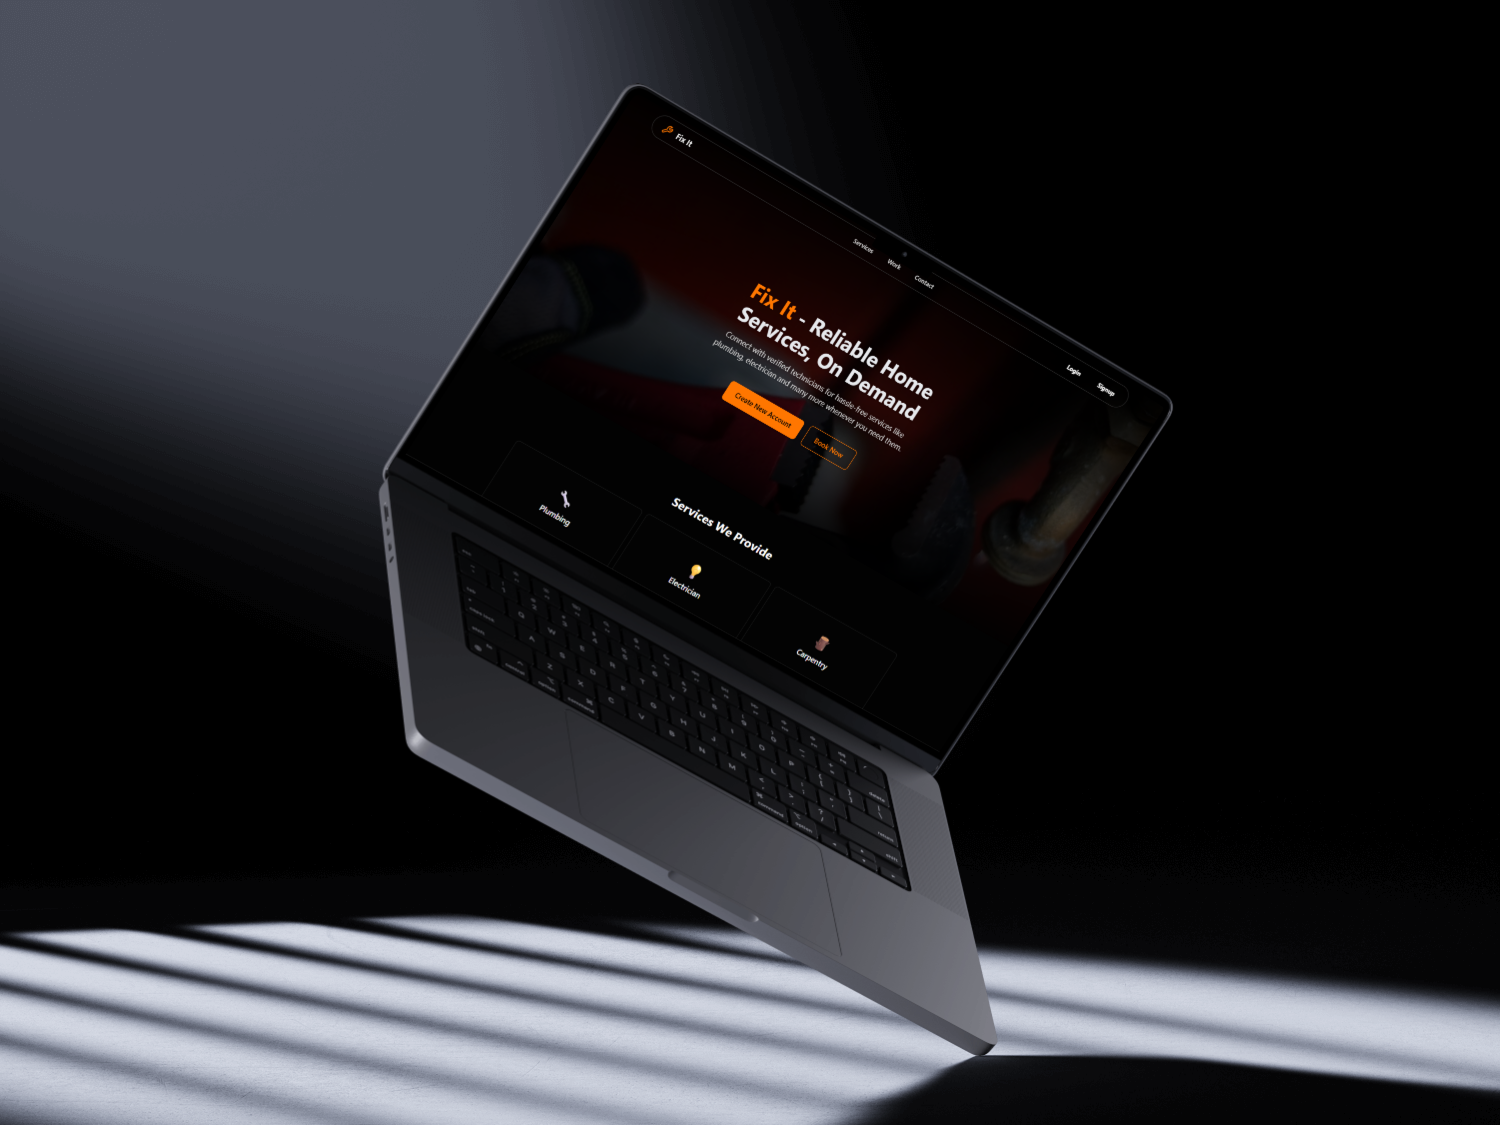 Fix It
Services
Work
Contact
Login
Signup
Fix It - Reliable Home
Services, On Demand
Connect with verified technicians for hassle-free services like
plumbing, electrician and many more whenever you need them.
Create New Account
Book Now
Services We Provide
Plumbing
Electrician
Carpentry